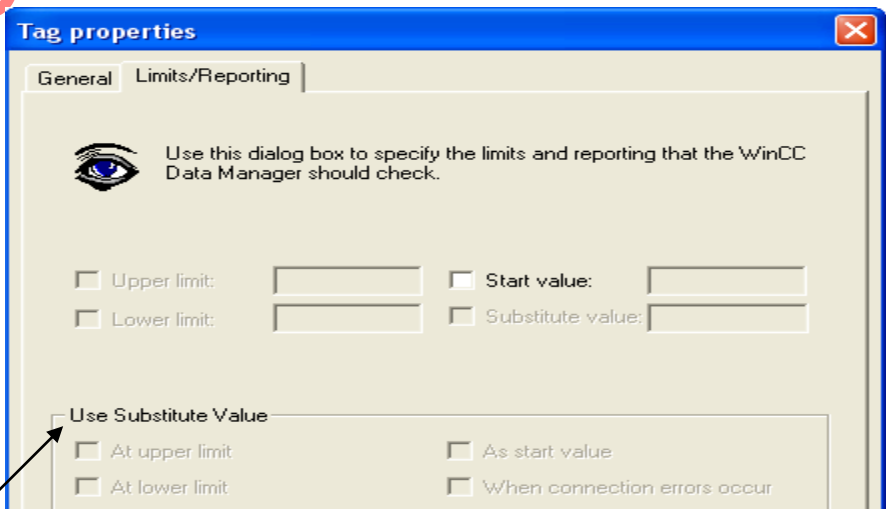 Tag properties
General Limits/Reporting
Use this dialog box to specify the limits and reporting that the WinCC
Data Manager should check.
Upper limit: Start value:
Lower limit: Substitute value:
Use Substitute Value
At upper limit As start value
At lower limit When connection errors occur